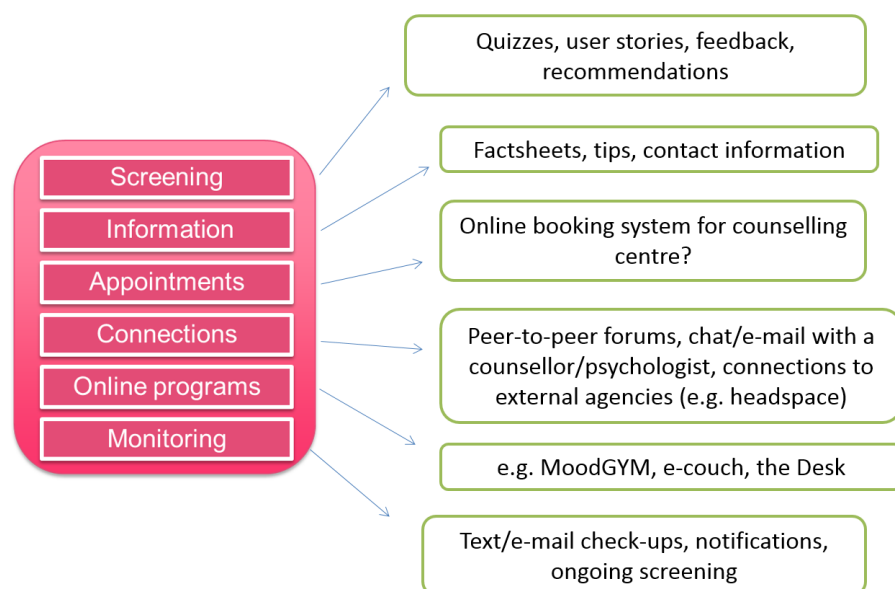 Screening
Information
Appointments
Connections
Online programs
Monitoring
Quizzes, user stories, feedback,
recommendations
Factsheets, tips, contact information
Online booking system for counselling
centre?
Peer-to-peer forums, chat/e-mail with a
counsellor/psychologist, connections to
external agencies (e.g. headspace)
e.g. MoodGYM, e-couch, the Desk
Text/e-mail check-ups, notifications,
ongoing screening